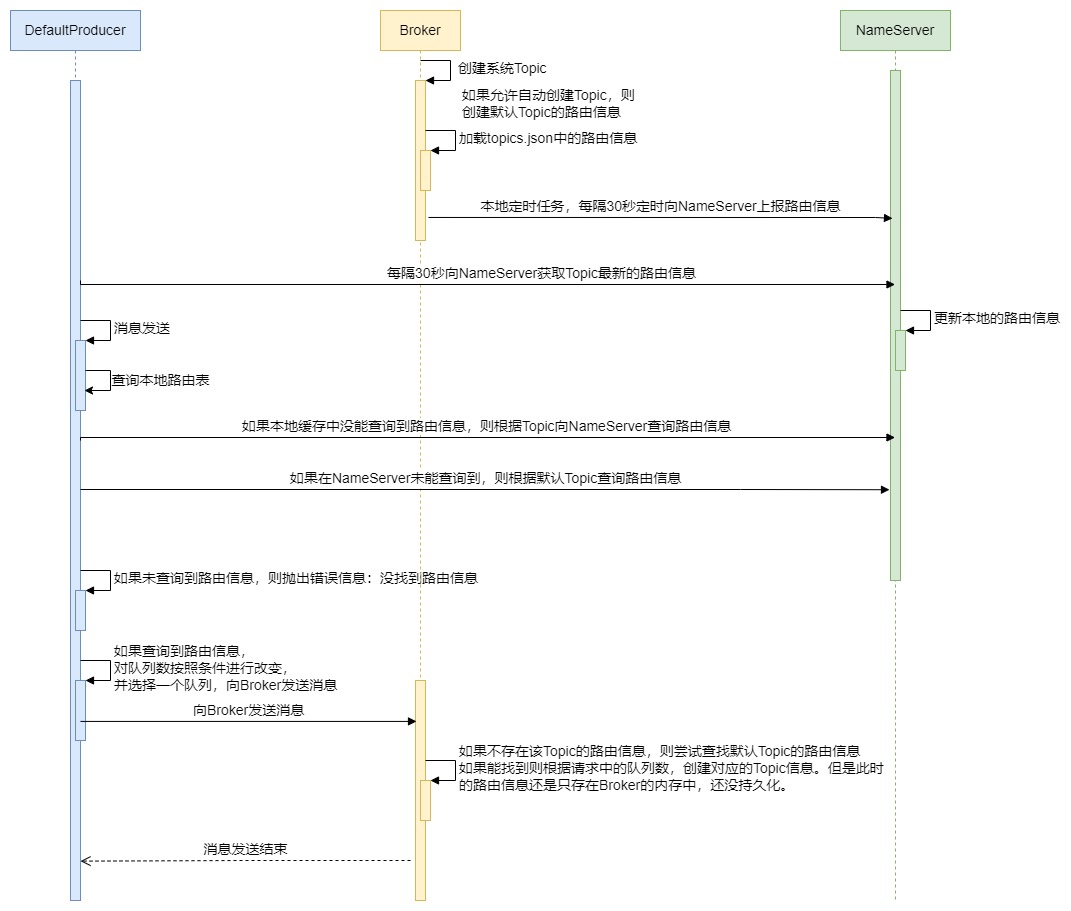 DefaultProducer
Broker
NameServer
创建系统Topic
如果允许自动创建Topic，则
创建默认Topic的路由信息
加载topics.json中的路由信息
本地定时任务，每隔30秒定时向NameServer上报路由信息
每隔30秒向NameServer获取Topic最新的路由信息
更新本地的路由信息
消息发送
查询本地路由表
如果本地缓存中没能查询到路由信息，则根据Topic向NameServer查询路由信息
如果在NameServer未能查询到，则根据默认Topic查询路由信息
如果未查询到路由信息，则抛出错误信息：没找到路由信息
如果查询到路由信息，
对队列数按照条件进行改变，
并选择一个队列，向Broker发送消息
向Broker发送消息
如果不存在该Topic的路由信息，则尝试查找默认Topic的路由信息
如果能找到则根据请求中的队列数，创建对应的Topic信息。但是此时
的路由信息还是只存在Broker的内存中，还没持久化。
消息发送结束